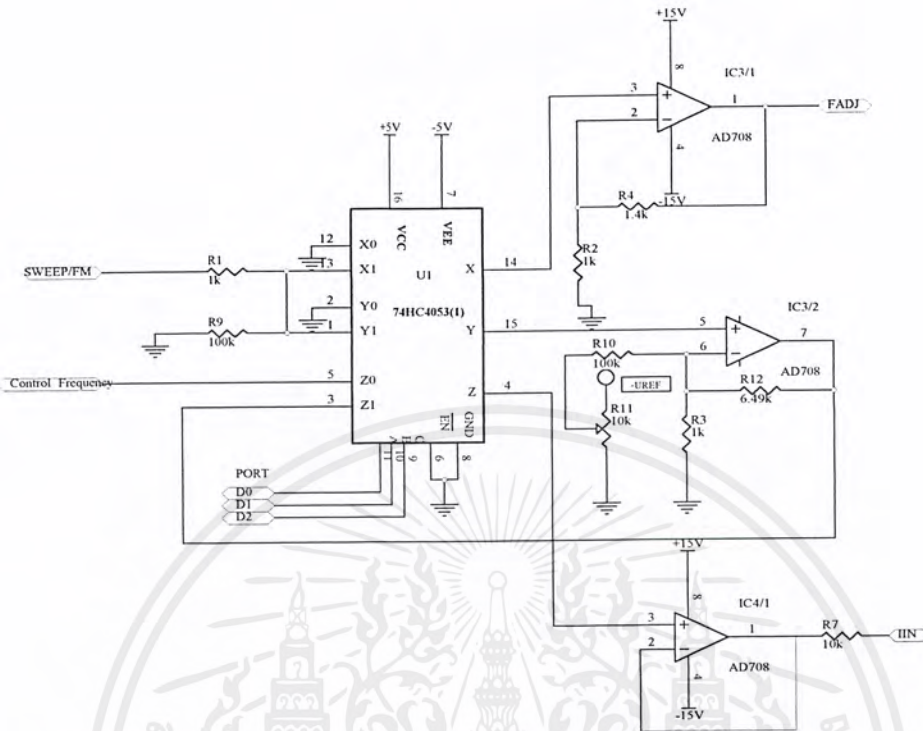 +15V
8
IC3/1
3
+
1
FADJ
2
−
AD708
4
-15V
R4
1.4k
+5V
-5V
16
7
VCC
VEE
12
X0
SWEEP/FM
R1
1k
13
X1
X
14
R2
1k
U1
2
Y0
74HC4053(1)
IC3/2
R9
100k
1
Y1
Y
15
5
+
7
6
−
AD708
R10
100k
Control Frequency
5
Z0
-UREF
R12
6.49k
3
Z1
Z
4
R11
10k
R3
1k
EN
GND
A
B
C
11
10
9
6
8
PORT
D0
D1
D2
+15V
8
IC4/1
3
+
1
R7
10k
IIN
2
−
AD708
4
-15V